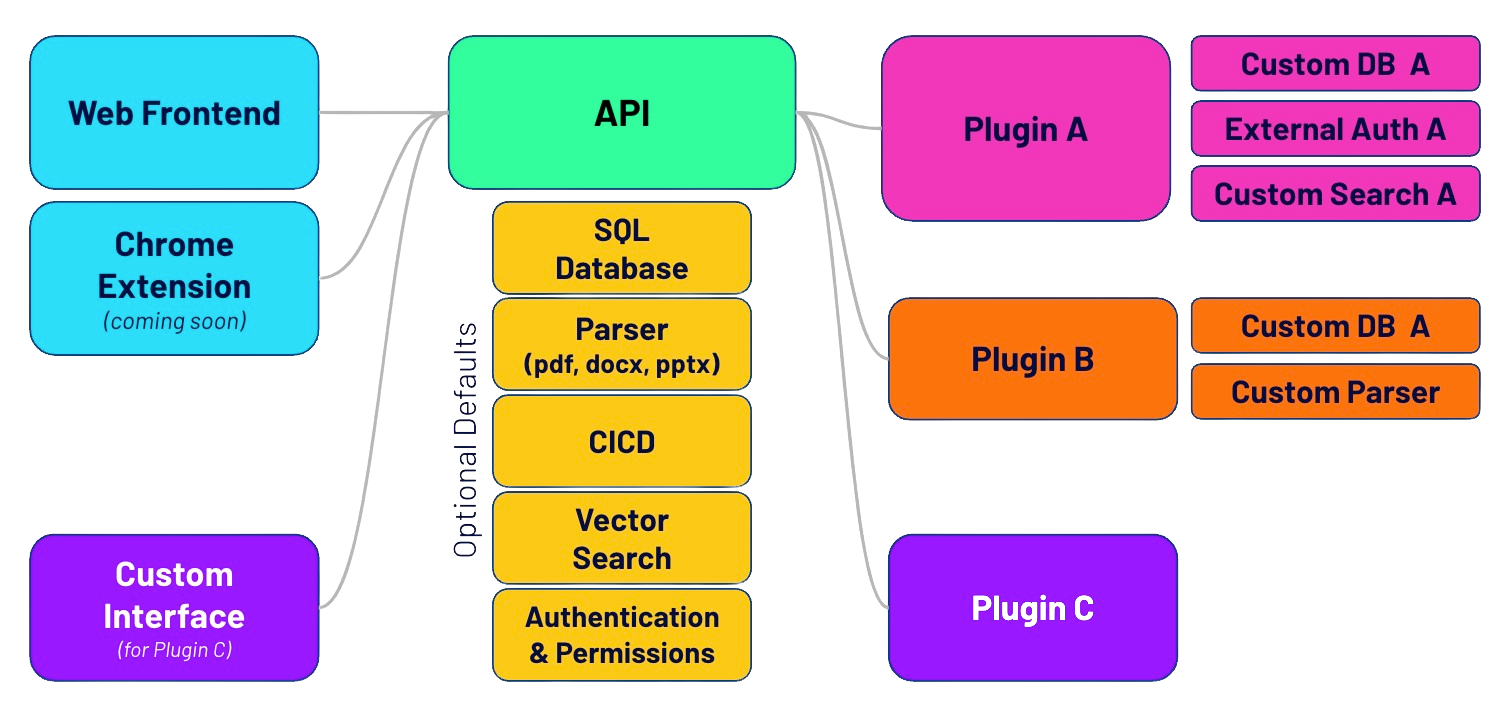 Web Frontend
Chrome
Extension
(coming soon)
Custom
Interface
(for Plugin C)
API
Optional Defaults
SQL
Database
Parser
(pdf, docx, pptx)
CICD
Vector
Search
Authentication
& Permissions
Plugin A
Custom DB  A
External Auth A
Custom Search A
Plugin B
Custom DB  A
Custom Parser
Plugin C